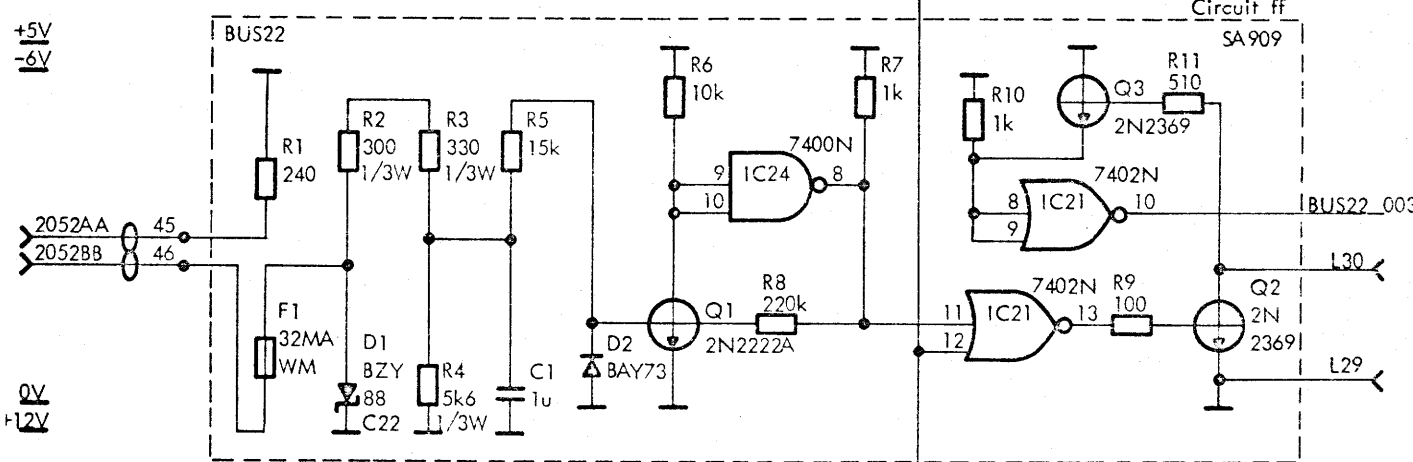 Circuit ff
+5V
-6V
BUS22
SA909
R6
10k
R7
1k
R11
510
Q3
2N2369
R10
1k
R2
300
1/3W
R3
330
1/3W
R5
15k
R1
240
7400N
9
IC24
8
10
7402N
8
IC21
10
9
BUS22_003
2052AA
45
2052BB
46
L30
F1
32MA
WM
D1
BZY
88
C22
R4
5k6
1/3W
C1
1u
D2
BAY73
Q1
2N2222A
R8
220k
7402N
11
IC21
13
12
R9
100
Q2
2N
2369
L29
0V
+12V